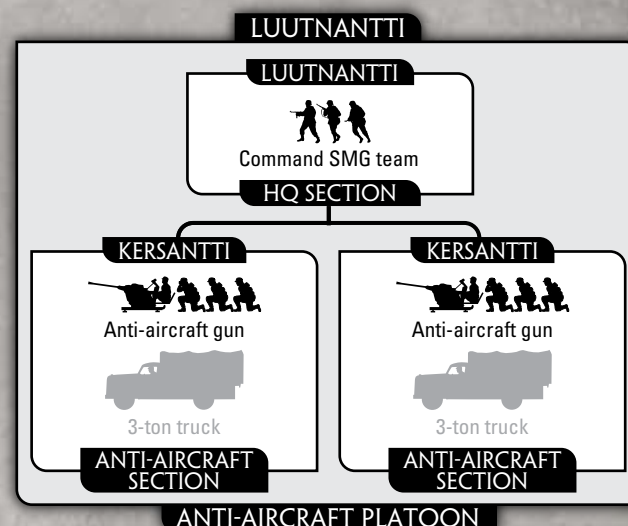 LUUTNANTTI
LUUTNANTTI
Command SMG team
HQ SECTION
KERSANTTI
Anti-aircraft gun
3-ton truck
ANTI-AIRCRAFT
SECTION
KERSANTTI
Anti-aircraft gun
3-ton truck
ANTI-AIRCRAFT
SECTION
ANTI-AIRCRAFT PLATOON